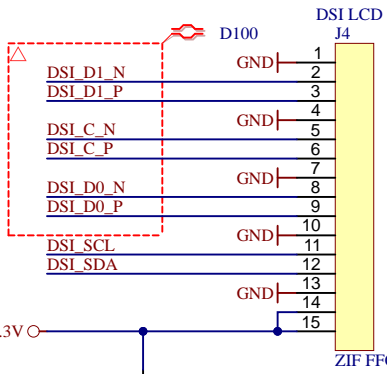 DSI LCD
D100
J4
GND 1
DSI_D1_N 2
DSI_D1_P 3
GND 4
DSI_C_N 5
DSI_C_P 6
GND 7
DSI_D0_N 8
DSI_D0_P 9
GND 10
DSI_SCL 11
DSI_SDA 12
GND 13
14
.3V 15
ZIF FF